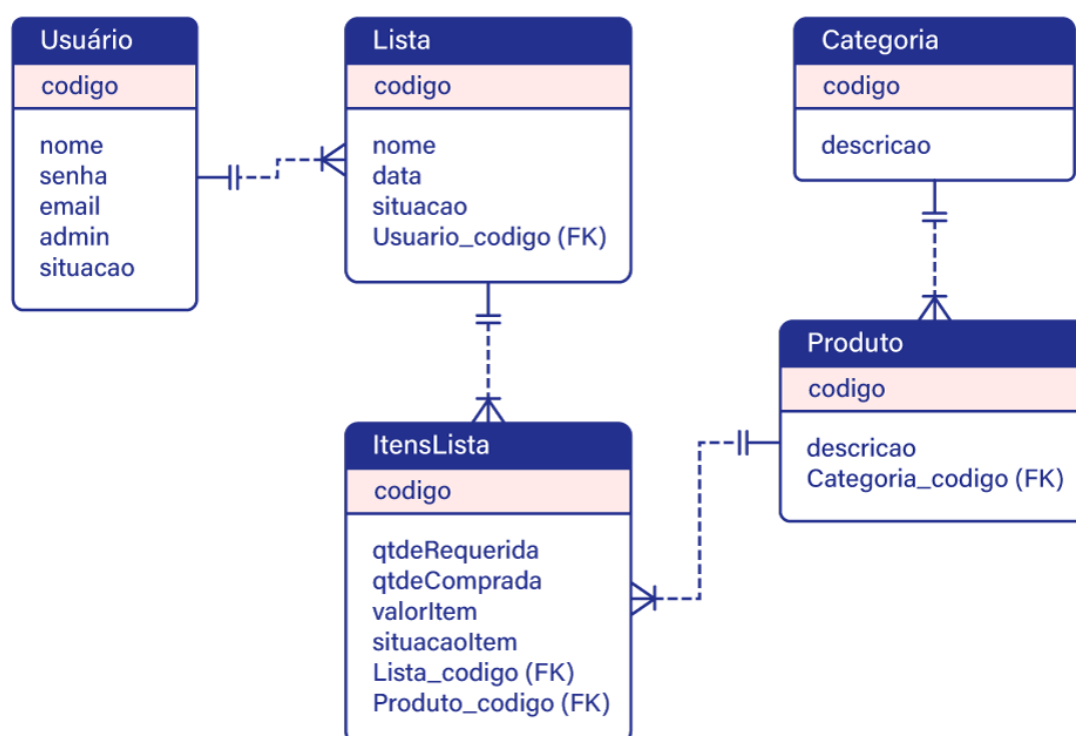 Usuário
codigo
nome
senha
email
admin
situacao
Lista
codigo
nome
data
situacao
Usuario_codigo (FK)
Categoria
codigo
descricao
Produto
codigo
descricao
Categoria_codigo (FK)
ItensLista
codigo
qtdeRequerida
qtdeComprada
valorItem
situacaoItem
Lista_codigo (FK)
Produto_codigo (FK)